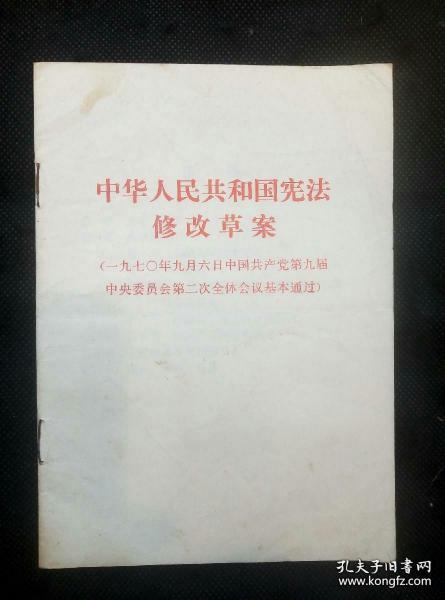 中华人民共和国宪法
修改草案
(一九七〇年九月六日中国共产党第九届
中央委员会第二次全体会议基本通过)
孔夫子旧书网
www.kongfz.com